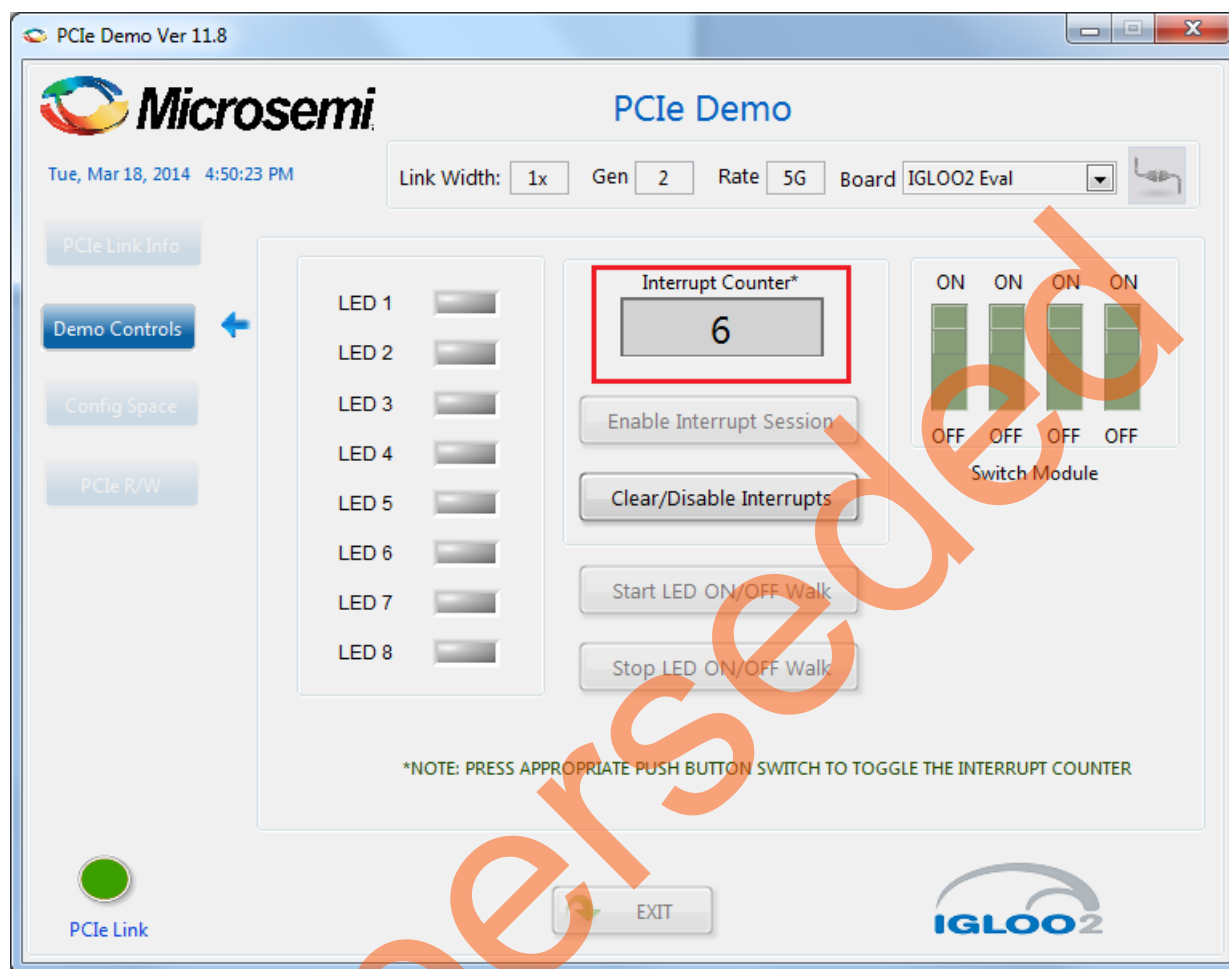 PCIe Demo Ver 11.8
Microsemi
PCIe Demo
Tue, Mar 18, 2014 4:50:23 PM
Link Width: 1x Gen 2 Rate 5G Board IGLOO2 Eval
PCIe Link Info
Demo Controls
Config Space
PCIe R/W
LED 1
LED 2
LED 3
LED 4
LED 5
LED 6
LED 7
LED 8
Interrupt Counter*
6
Enable Interrupt Session
Clear/Disable Interrupts
Start LED ON/OFF Walk
Stop LED ON/OFF Walk
ON ON ON ON
OFF OFF OFF OFF
Switch Module
*NOTE: PRESS APPROPRIATE PUSH BUTTON SWITCH TO TOGGLE THE INTERRUPT COUNTER
PCIe Link
EXIT
IGLOO2
perseded